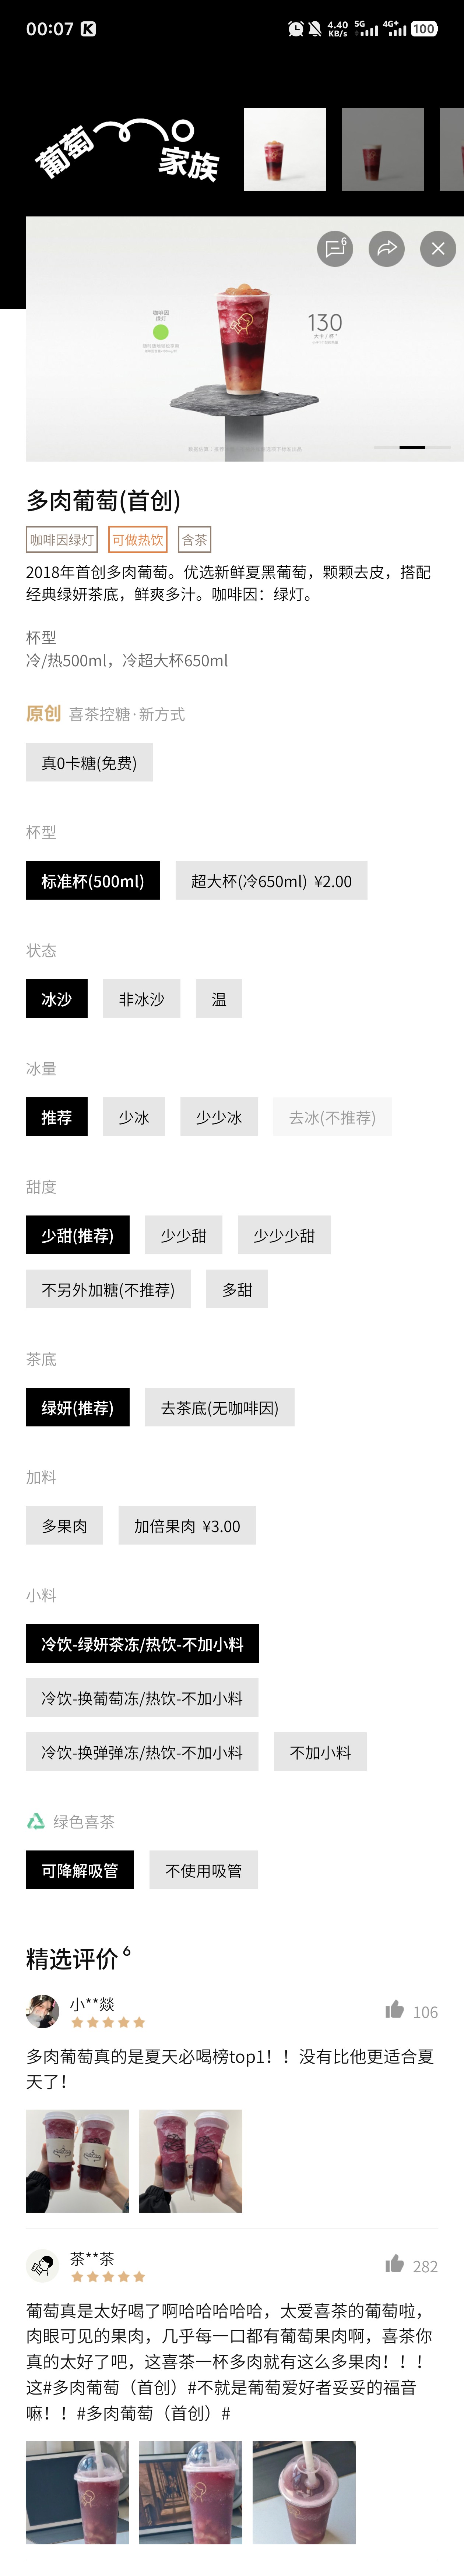 00:07
4.40
KB/s
5G
4G+
100
葡萄
家族
6
咖啡因
绿灯
130
大卡/杯
多肉葡萄(首创)
咖啡因绿灯 可做热饮 含茶
2018年首创多肉葡萄。优选新鲜夏黑葡萄，颗颗去皮，搭配
经典绿妍茶底，鲜爽多汁。咖啡因：绿灯。
杯型
冷/热500ml，冷超大杯650ml
原创 喜茶控糖·新方式
真0卡糖(免费)
杯型
标准杯(500ml) 超大杯(冷650ml) ¥2.00
状态
冰沙 非冰沙 温
冰量
推荐 少冰 少少冰 去冰(不推荐)
甜度
少甜(推荐) 少少甜 少少少甜
不另外加糖(不推荐) 多甜
茶底
绿妍(推荐) 去茶底(无咖啡因)
加料
多果肉 加倍果肉 ¥3.00
小料
冷饮-绿妍茶冻/热饮-不加小料
冷饮-换葡萄冻/热饮-不加小料
冷饮-换弹弹冻/热饮-不加小料 不加小料
绿色喜茶
可降解吸管 不使用吸管
精选评价 6
小**燚
106
多肉葡萄真的是夏天必喝榜top1！！没有比他更适合夏
天了！
茶**茶
282
葡萄真是太好喝了啊哈哈哈哈哈，太爱喜茶的葡萄啦，
肉眼可见的果肉，几乎每一口都有葡萄果肉啊，喜茶你
真的太好了吧，这喜茶一杯多肉就有这么多果肉！！！
这#多肉葡萄（首创）#不就是葡萄爱好者妥妥的福音
嘛！！#多肉葡萄（首创）#